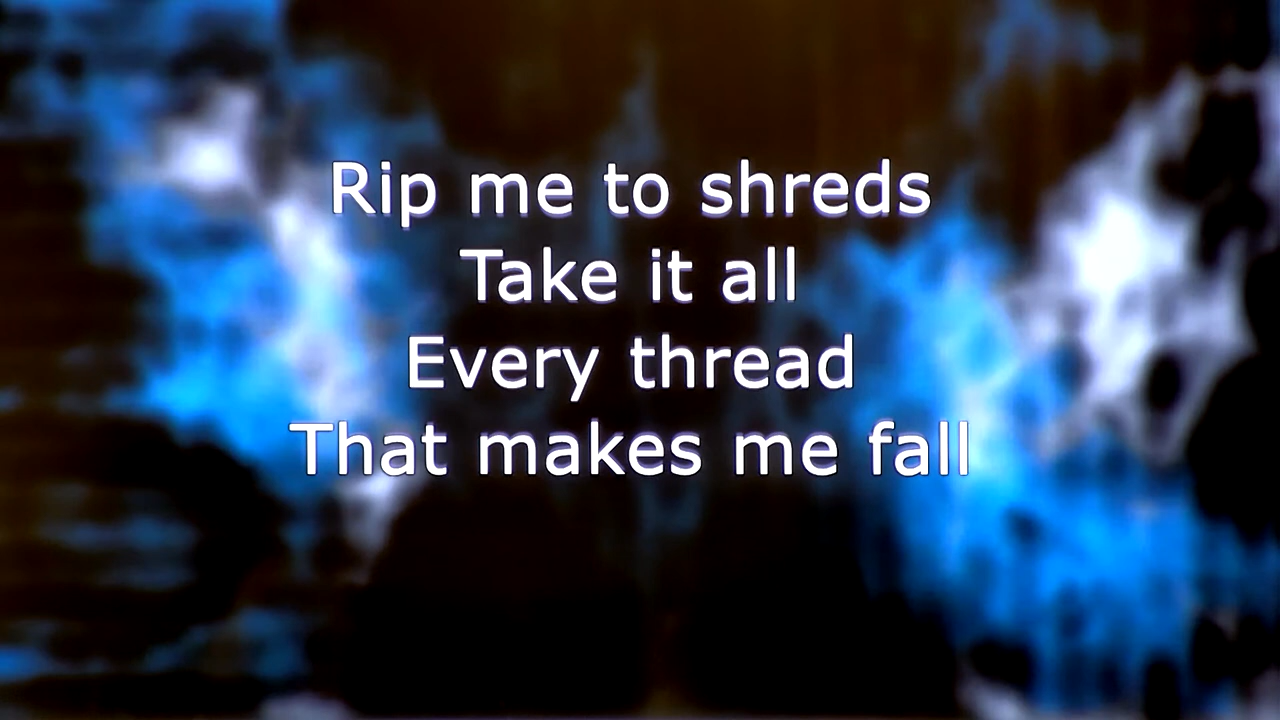 Rip me to shreds
Take it all
Every thread
That makes me fall